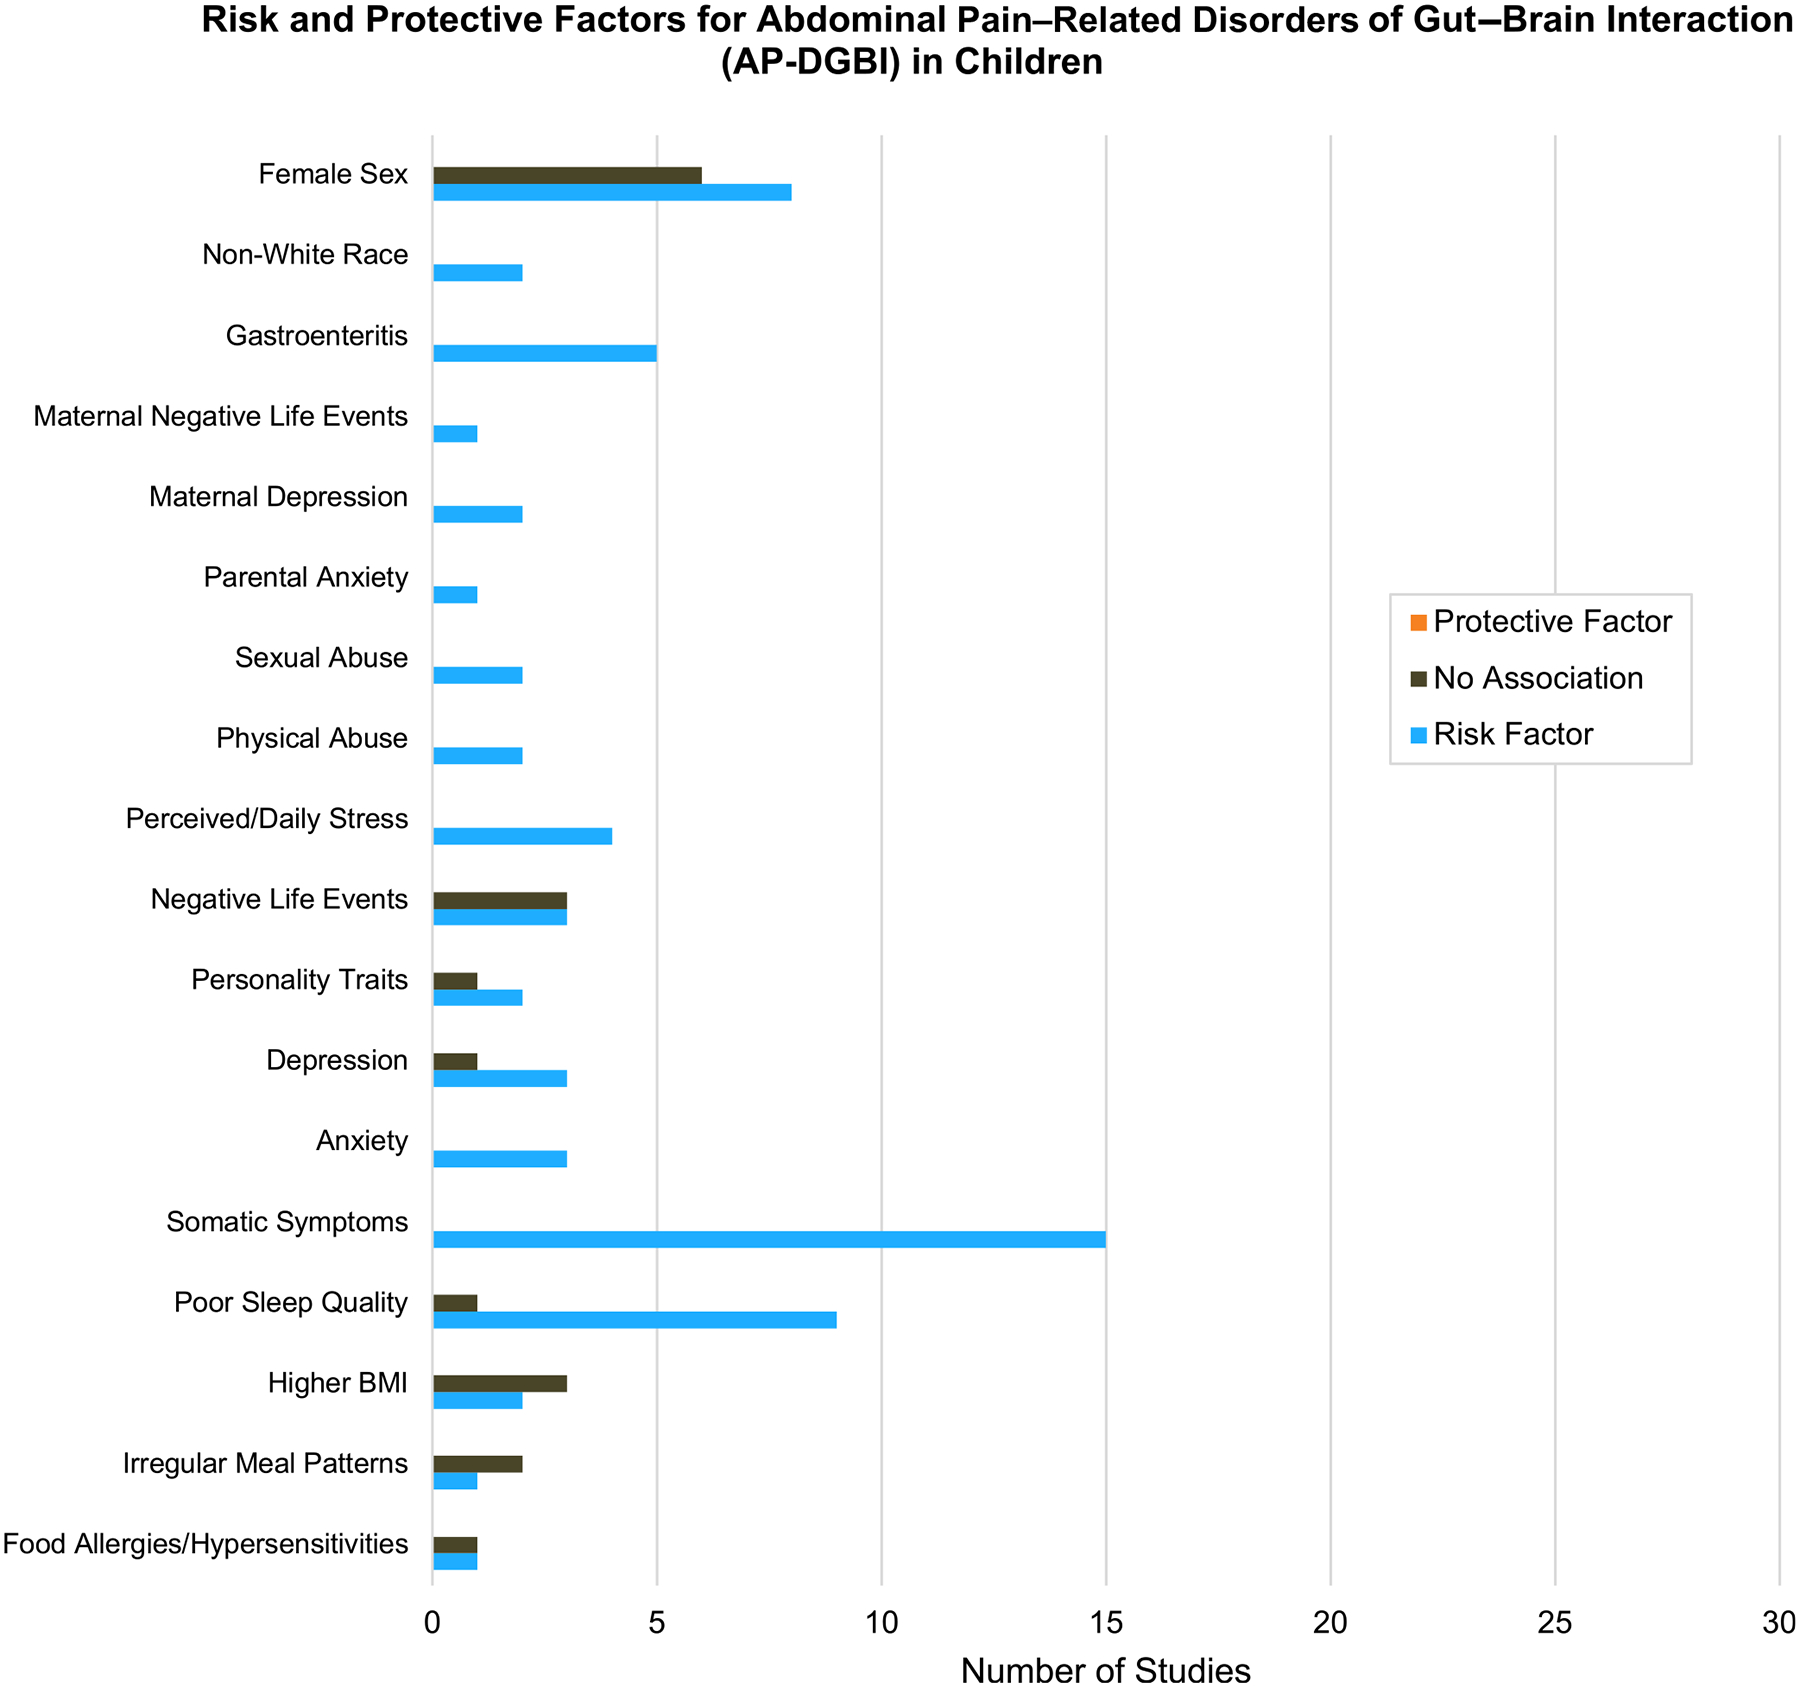 Risk and Protective Factors for Abdominal Pain–Related Disorders of Gut–Brain Interaction
(AP-DGBI) in Children
Female Sex
Non-White Race
Gastroenteritis
Maternal Negative Life Events
Maternal Depression
Parental Anxiety
Sexual Abuse
Physical Abuse
Perceived/Daily Stress
Negative Life Events
Personality Traits
Depression
Anxiety
Somatic Symptoms
Poor Sleep Quality
Higher BMI
Irregular Meal Patterns
Food Allergies/Hypersensitivities
Protective Factor
No Association
Risk Factor
0 5 10 15 20 25 30
Number of Studies